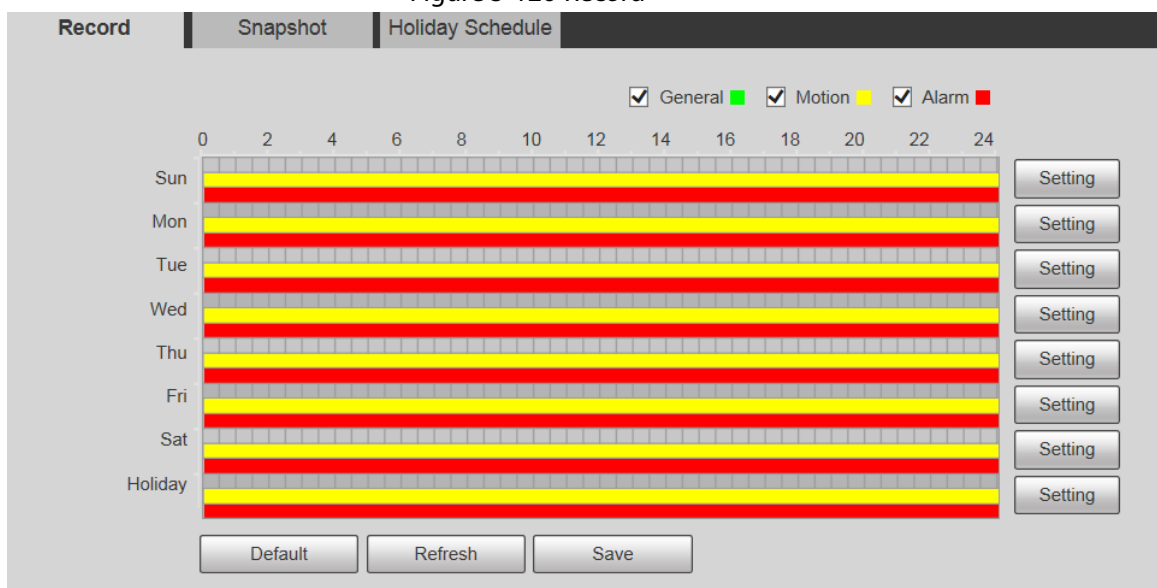 Record Snapshot Holiday Schedule
General Motion Alarm
0 2 4 6 8 10 12 14 16 18 20 22 24
Sun Setting
Mon Setting
Tue Setting
Wed Setting
Thu Setting
Fri Setting
Sat Setting
Holiday Setting
Default Refresh Save